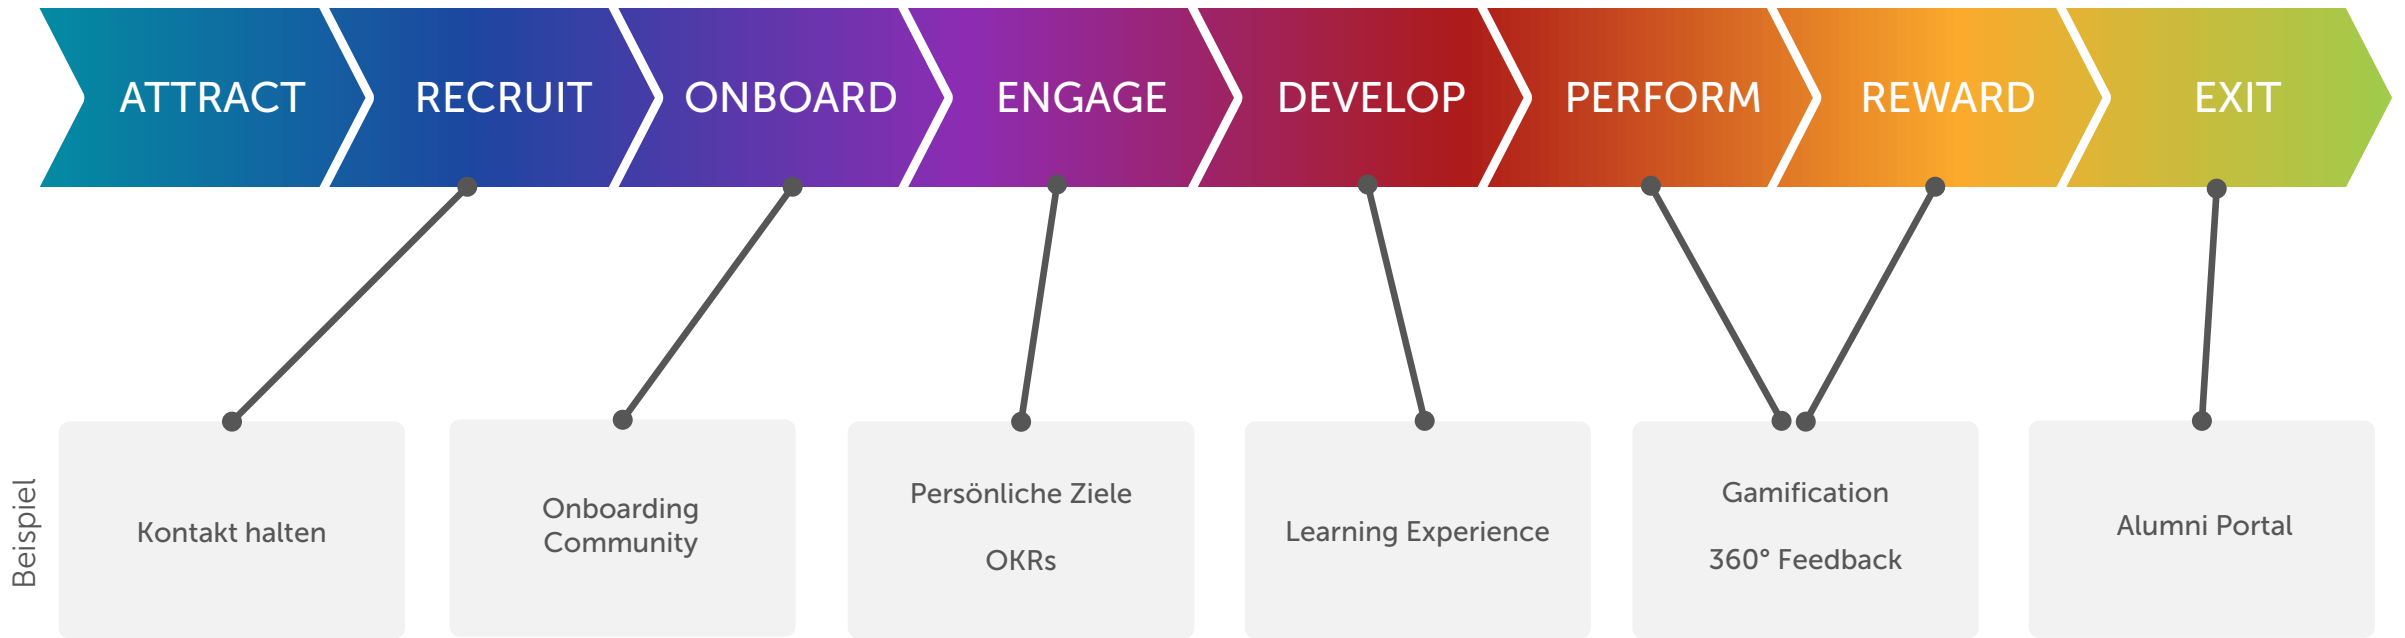 ATTRACT
RECRUIT
ONBOARD
ENGAGE
DEVELOP
PERFORM
REWARD
EXIT
Beispiel
Kontakt halten
Onboarding
Community
Persönliche Ziele
OKRs
Learning Experience
Gamification
360° Feedback
Alumni Portal